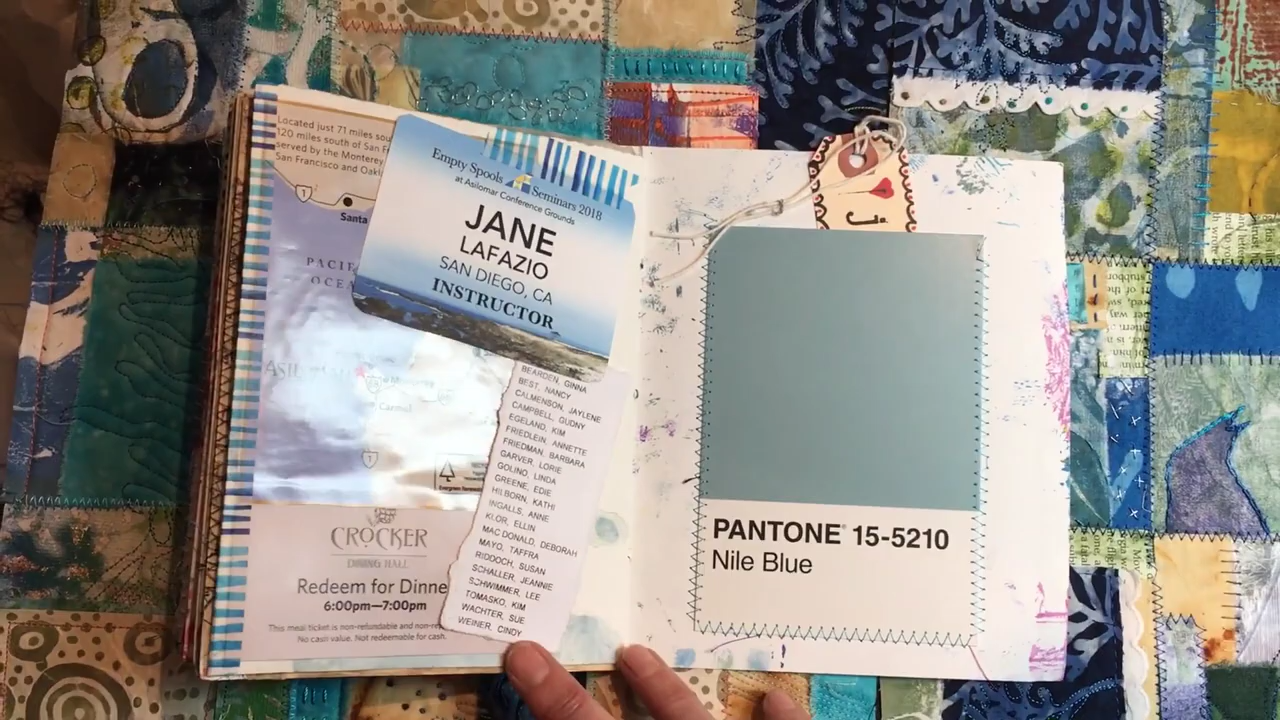 Located just 71 miles sou
120 miles south of San F
served by the Monterey
San Francisco and Oakl
1
Santa
PACIF
OCEA
Carmel
Evergreen
CROCKER
DINING HALL
Redeem for Dinne
6:00pm—7:00pm
This meal ticket is non-refundable and non-
No cash value. Not redeemable for cash.
Empty Spools Seminars 2018
at Asilomar Conference Grounds
JANE
LAFAZIO
SAN DIEGO, CA
INSTRUCTOR
BEARDEN, GINNA
BEST, NANCY
CALMENSON, JAYLENE
CAMPBELL, GUDNY
EGELAND, KIM
FRIEDLEIN, ANNETTE
FRIEDMAN, BARBARA
GARVER, LORIE
GOLINO, LINDA
GREENE, EDIE
HILBORN, KATHI
INGALLS, ANNE
KLOR, ELLIN
MAC DONALD, DEBORAH
MAYO, TAFFRA
RIDDOCH, SUSAN
SCHALLER, JEANNIE
SCHWIMMER, LEE
TOMASKO, KIM
WACHTER, SUE
WEINER, CINDY
J
PANTONE® 15-5210
Nile Blue